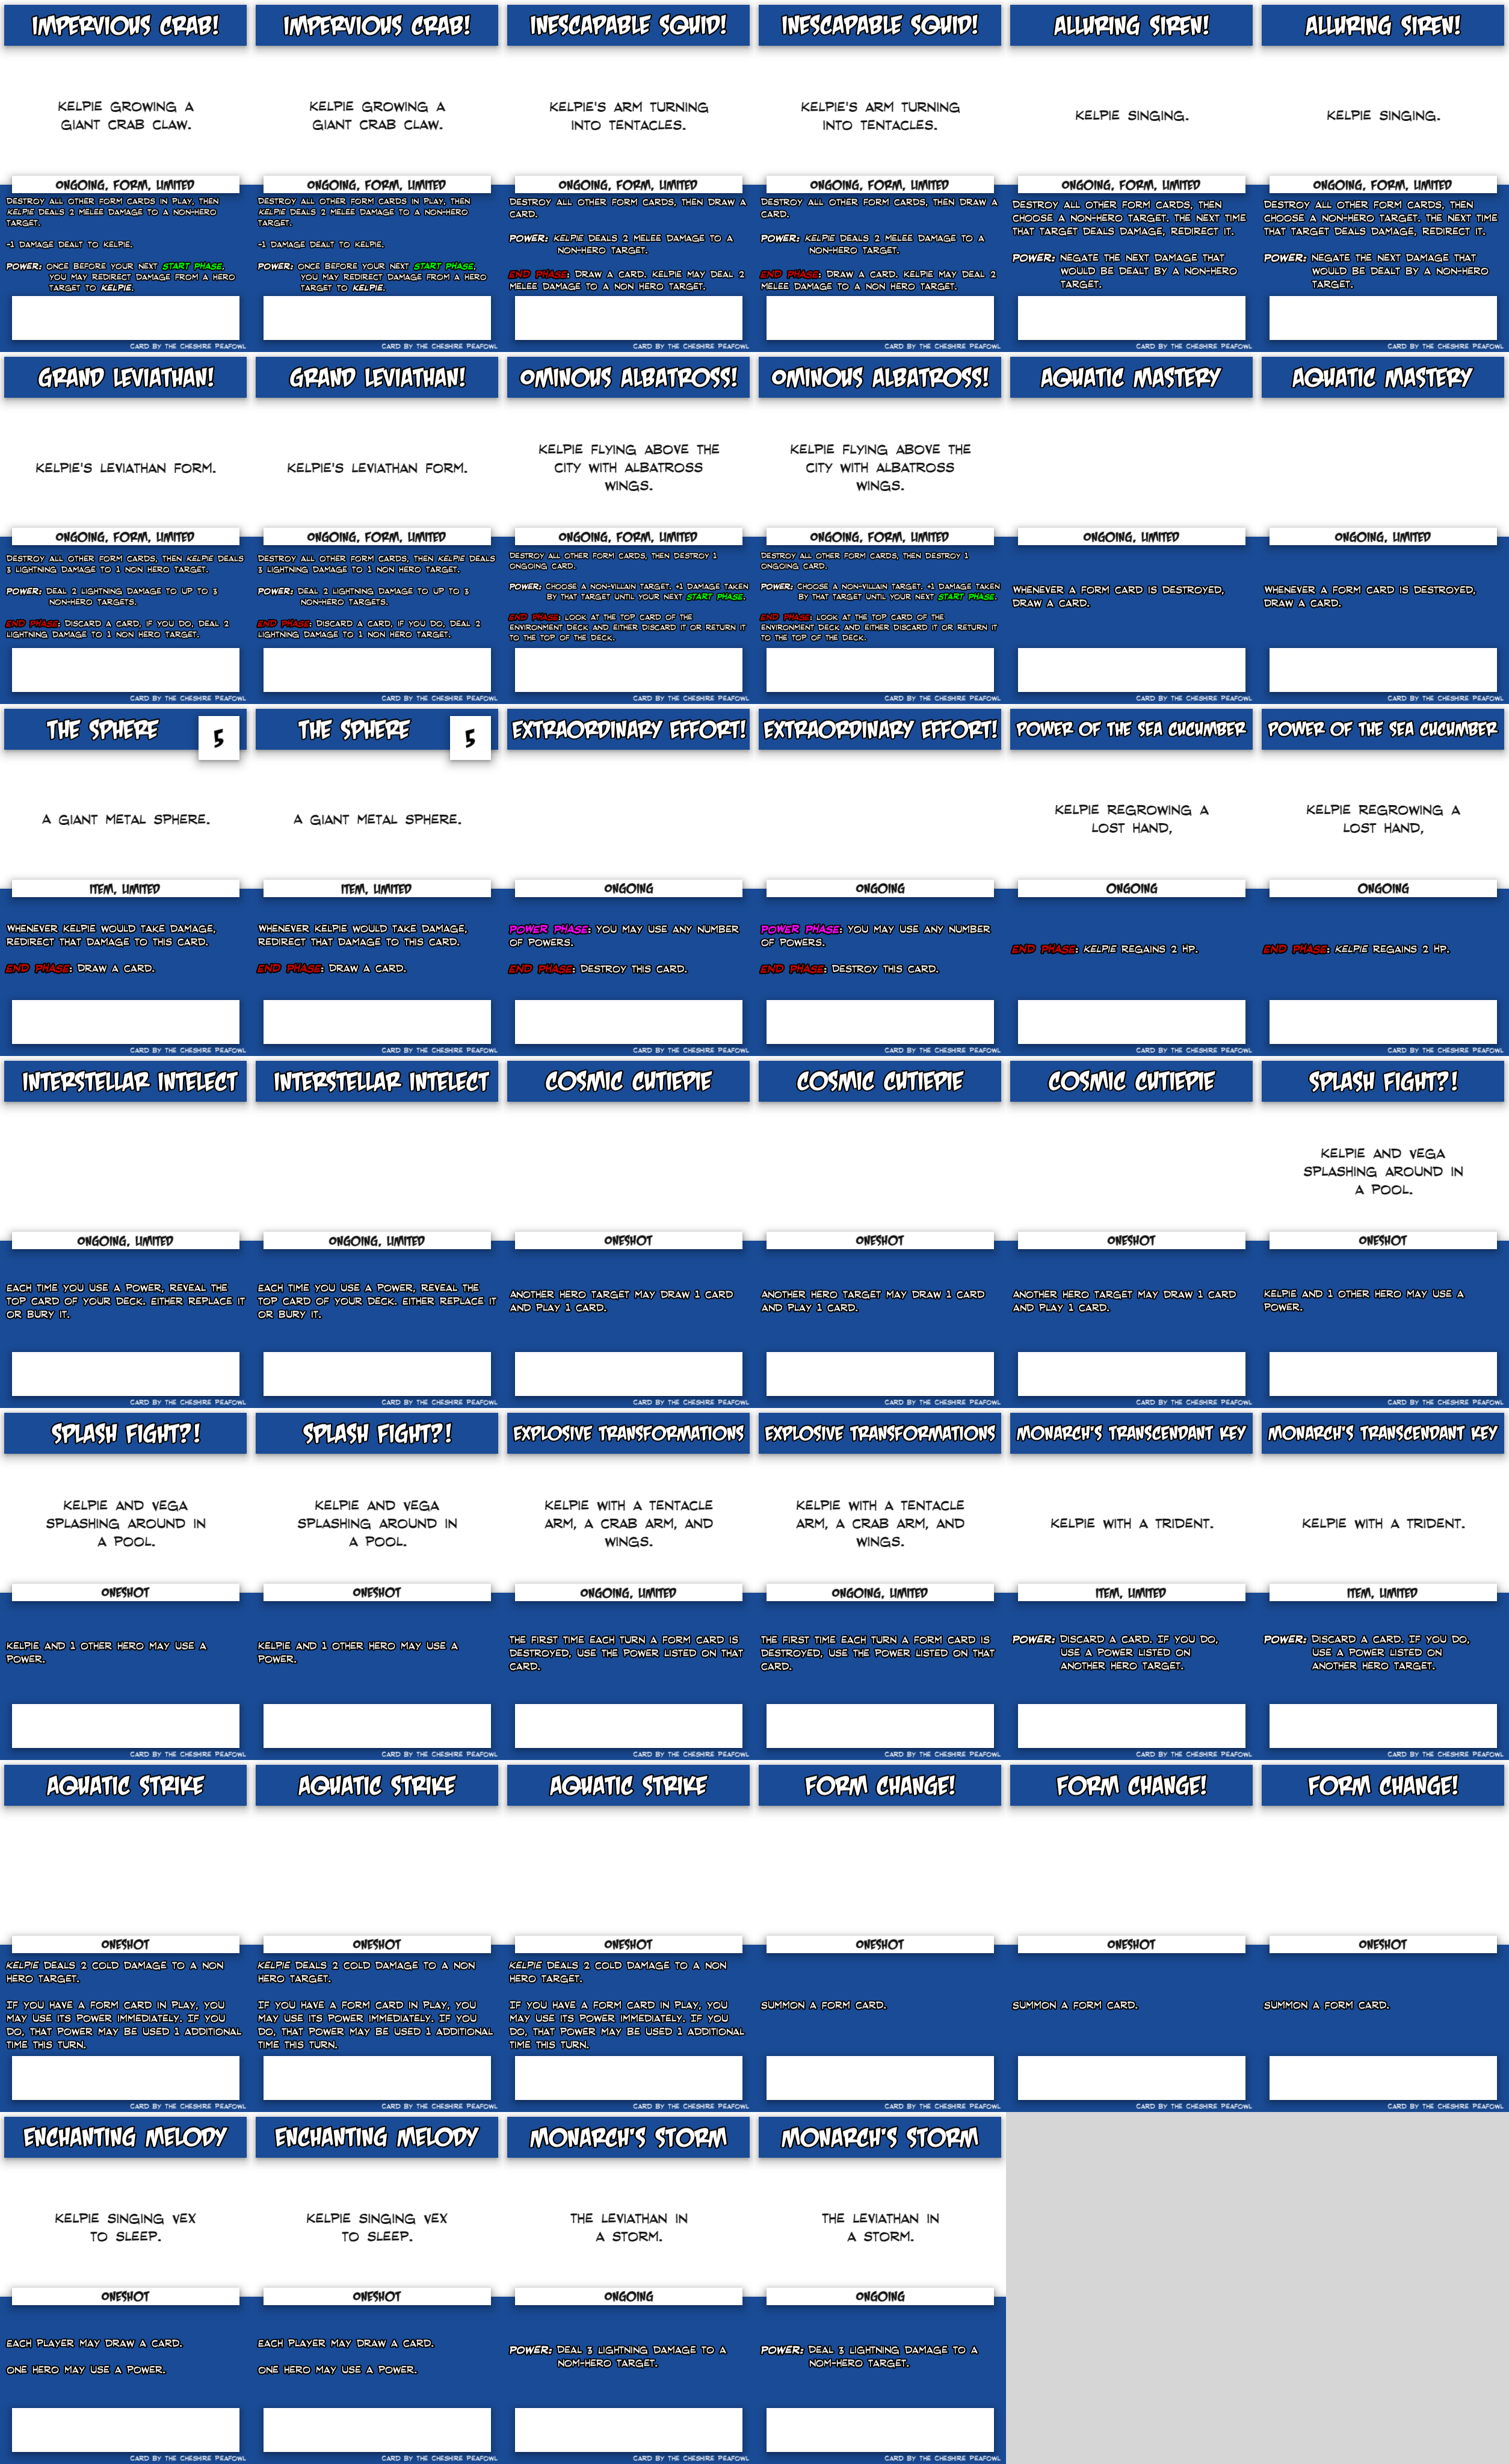 IMPERVIOUS CRAB!
KELPIE GROWING A
GIANT CRAB CLAW.
ONGOING, FORM, LIMITED
DESTROY ALL OTHER FORM CARDS IN PLAY, THEN
KELPIE DEALS 2 MELEE DAMAGE TO A NON-HERO
TARGET.
-1 DAMAGE DEALT TO KELPIE.
POWER: ONCE BEFORE YOUR NEXT START PHASE,
YOU MAY REDIRECT DAMAGE FROM A HERO
TARGET TO KELPIE.
CARD BY THE CHESHIRE PEAFOWL
IMPERVIOUS CRAB!
KELPIE GROWING A
GIANT CRAB CLAW.
ONGOING, FORM, LIMITED
DESTROY ALL OTHER FORM CARDS IN PLAY, THEN
KELPIE DEALS 2 MELEE DAMAGE TO A NON-HERO
TARGET.
-1 DAMAGE DEALT TO KELPIE.
POWER: ONCE BEFORE YOUR NEXT START PHASE,
YOU MAY REDIRECT DAMAGE FROM A HERO
TARGET TO KELPIE.
CARD BY THE CHESHIRE PEAFOWL
INESCAPABLE SQUID!
KELPIE'S ARM TURNING
INTO TENTACLES.
ONGOING, FORM, LIMITED
DESTROY ALL OTHER FORM CARDS, THEN DRAW A
CARD.
POWER: KELPIE DEALS 2 MELEE DAMAGE TO A
NON-HERO TARGET.
END PHASE: DRAW A CARD. KELPIE MAY DEAL 2
MELEE DAMAGE TO A NON HERO TARGET.
CARD BY THE CHESHIRE PEAFOWL
INESCAPABLE SQUID!
KELPIE'S ARM TURNING
INTO TENTACLES.
ONGOING, FORM, LIMITED
DESTROY ALL OTHER FORM CARDS, THEN DRAW A
CARD.
POWER: KELPIE DEALS 2 MELEE DAMAGE TO A
NON-HERO TARGET.
END PHASE: DRAW A CARD. KELPIE MAY DEAL 2
MELEE DAMAGE TO A NON HERO TARGET.
CARD BY THE CHESHIRE PEAFOWL
ALLURING SIREN!
KELPIE SINGING.
ONGOING, FORM, LIMITED
DESTROY ALL OTHER FORM CARDS, THEN
CHOOSE A NON-HERO TARGET. THE NEXT TIME
THAT TARGET DEALS DAMAGE, REDIRECT IT.
POWER: NEGATE THE NEXT DAMAGE THAT
WOULD BE DEALT BY A NON-HERO
TARGET.
CARD BY THE CHESHIRE PEAFOWL
ALLURING SIREN!
KELPIE SINGING.
ONGOING, FORM, LIMITED
DESTROY ALL OTHER FORM CARDS, THEN
CHOOSE A NON-HERO TARGET. THE NEXT TIME
THAT TARGET DEALS DAMAGE, REDIRECT IT.
POWER: NEGATE THE NEXT DAMAGE THAT
WOULD BE DEALT BY A NON-HERO
TARGET.
CARD BY THE CHESHIRE PEAFOWL
GRAND LEVIATHAN!
KELPIE'S LEVIATHAN FORM.
ONGOING, FORM, LIMITED
DESTROY ALL OTHER FORM CARDS, THEN KELPIE DEALS
3 LIGHTNING DAMAGE TO 1 NON HERO TARGET.
POWER: DEAL 2 LIGHTNING DAMAGE TO UP TO 3
NON-HERO TARGETS.
END PHASE: DISCARD A CARD, IF YOU DO, DEAL 2
LIGHTNING DAMAGE TO 1 NON HERO TARGET.
CARD BY THE CHESHIRE PEAFOWL
GRAND LEVIATHAN!
KELPIE'S LEVIATHAN FORM.
ONGOING, FORM, LIMITED
DESTROY ALL OTHER FORM CARDS, THEN KELPIE DEALS
3 LIGHTNING DAMAGE TO 1 NON HERO TARGET.
POWER: DEAL 2 LIGHTNING DAMAGE TO UP TO 3
NON-HERO TARGETS.
END PHASE: DISCARD A CARD, IF YOU DO, DEAL 2
LIGHTNING DAMAGE TO 1 NON HERO TARGET.
CARD BY THE CHESHIRE PEAFOWL
OMINOUS ALBATROSS!
KELPIE FLYING ABOVE THE
CITY WITH ALBATROSS
WINGS.
ONGOING, FORM, LIMITED
DESTROY ALL OTHER FORM CARDS, THEN DESTROY 1
ONGOING CARD.
POWER: CHOOSE A NON-VILLAIN TARGET. +1 DAMAGE TAKEN
BY THAT TARGET UNTIL YOUR NEXT START PHASE.
END PHASE: LOOK AT THE TOP CARD OF THE
ENVIRONMENT DECK AND EITHER DISCARD IT OR RETURN IT
TO THE TOP OF THE DECK.
CARD BY THE CHESHIRE PEAFOWL
OMINOUS ALBATROSS!
KELPIE FLYING ABOVE THE
CITY WITH ALBATROSS
WINGS.
ONGOING, FORM, LIMITED
DESTROY ALL OTHER FORM CARDS, THEN DESTROY 1
ONGOING CARD.
POWER: CHOOSE A NON-VILLAIN TARGET. +1 DAMAGE TAKEN
BY THAT TARGET UNTIL YOUR NEXT START PHASE.
END PHASE: LOOK AT THE TOP CARD OF THE
ENVIRONMENT DECK AND EITHER DISCARD IT OR RETURN IT
TO THE TOP OF THE DECK.
CARD BY THE CHESHIRE PEAFOWL
AQUATIC MASTERY
ONGOING, LIMITED
WHENEVER A FORM CARD IS DESTROYED,
DRAW A CARD.
CARD BY THE CHESHIRE PEAFOWL
AQUATIC MASTERY
ONGOING, LIMITED
WHENEVER A FORM CARD IS DESTROYED,
DRAW A CARD.
CARD BY THE CHESHIRE PEAFOWL
THE SPHERE
5
A GIANT METAL SPHERE.
ITEM, LIMITED
WHENEVER KELPIE WOULD TAKE DAMAGE,
REDIRECT THAT DAMAGE TO THIS CARD.
END PHASE: DRAW A CARD.
CARD BY THE CHESHIRE PEAFOWL
THE SPHERE
5
A GIANT METAL SPHERE.
ITEM, LIMITED
WHENEVER KELPIE WOULD TAKE DAMAGE,
REDIRECT THAT DAMAGE TO THIS CARD.
END PHASE: DRAW A CARD.
CARD BY THE CHESHIRE PEAFOWL
EXTRAORDINARY EFFORT!
ONGOING
POWER PHASE: YOU MAY USE ANY NUMBER
OF POWERS.
END PHASE: DESTROY THIS CARD.
CARD BY THE CHESHIRE PEAFOWL
EXTRAORDINARY EFFORT!
ONGOING
POWER PHASE: YOU MAY USE ANY NUMBER
OF POWERS.
END PHASE: DESTROY THIS CARD.
CARD BY THE CHESHIRE PEAFOWL
POWER OF THE SEA CUCUMBER
KELPIE REGROWING A
LOST HAND,
ONGOING
END PHASE: KELPIE REGAINS 2 HP.
CARD BY THE CHESHIRE PEAFOWL
POWER OF THE SEA CUCUMBER
KELPIE REGROWING A
LOST HAND,
ONGOING
END PHASE: KELPIE REGAINS 2 HP.
CARD BY THE CHESHIRE PEAFOWL
INTERSTELLAR INTELECT
ONGOING, LIMITED
EACH TIME YOU USE A POWER, REVEAL THE
TOP CARD OF YOUR DECK. EITHER REPLACE IT
OR BURY IT.
CARD BY THE CHESHIRE PEAFOWL
INTERSTELLAR INTELECT
ONGOING, LIMITED
EACH TIME YOU USE A POWER, REVEAL THE
TOP CARD OF YOUR DECK. EITHER REPLACE IT
OR BURY IT.
CARD BY THE CHESHIRE PEAFOWL
COSMIC CUTIEPIE
ONESHOT
ANOTHER HERO TARGET MAY DRAW 1 CARD
AND PLAY 1 CARD.
CARD BY THE CHESHIRE PEAFOWL
COSMIC CUTIEPIE
ONESHOT
ANOTHER HERO TARGET MAY DRAW 1 CARD
AND PLAY 1 CARD.
CARD BY THE CHESHIRE PEAFOWL
COSMIC CUTIEPIE
ONESHOT
ANOTHER HERO TARGET MAY DRAW 1 CARD
AND PLAY 1 CARD.
CARD BY THE CHESHIRE PEAFOWL
SPLASH FIGHT?!
KELPIE AND VEGA
SPLASHING AROUND IN
A POOL.
ONESHOT
KELPIE AND 1 OTHER HERO MAY USE A
POWER.
CARD BY THE CHESHIRE PEAFOWL
SPLASH FIGHT?!
KELPIE AND VEGA
SPLASHING AROUND IN
A POOL.
ONESHOT
KELPIE AND 1 OTHER HERO MAY USE A
POWER.
CARD BY THE CHESHIRE PEAFOWL
SPLASH FIGHT?!
KELPIE AND VEGA
SPLASHING AROUND IN
A POOL.
ONESHOT
KELPIE AND 1 OTHER HERO MAY USE A
POWER.
CARD BY THE CHESHIRE PEAFOWL
EXPLOSIVE TRANSFORMATIONS
KELPIE WITH A TENTACLE
ARM, A CRAB ARM, AND
WINGS.
ONGOING, LIMITED
THE FIRST TIME EACH TURN A FORM CARD IS
DESTROYED, USE THE POWER LISTED ON THAT
CARD.
CARD BY THE CHESHIRE PEAFOWL
EXPLOSIVE TRANSFORMATIONS
KELPIE WITH A TENTACLE
ARM, A CRAB ARM, AND
WINGS.
ONGOING, LIMITED
THE FIRST TIME EACH TURN A FORM CARD IS
DESTROYED, USE THE POWER LISTED ON THAT
CARD.
CARD BY THE CHESHIRE PEAFOWL
MONARCH'S TRANSCENDANT KEY
KELPIE WITH A TRIDENT.
ITEM, LIMITED
POWER: DISCARD A CARD. IF YOU DO,
USE A POWER LISTED ON
ANOTHER HERO TARGET.
CARD BY THE CHESHIRE PEAFOWL
MONARCH'S TRANSCENDANT KEY
KELPIE WITH A TRIDENT.
ITEM, LIMITED
POWER: DISCARD A CARD. IF YOU DO,
USE A POWER LISTED ON
ANOTHER HERO TARGET.
CARD BY THE CHESHIRE PEAFOWL
AQUATIC STRIKE
ONESHOT
KELPIE DEALS 2 COLD DAMAGE TO A NON
HERO TARGET.
IF YOU HAVE A FORM CARD IN PLAY, YOU
MAY USE ITS POWER IMMEDIATELY. IF YOU
DO, THAT POWER MAY BE USED 1 ADDITIONAL
TIME THIS TURN.
CARD BY THE CHESHIRE PEAFOWL
AQUATIC STRIKE
ONESHOT
KELPIE DEALS 2 COLD DAMAGE TO A NON
HERO TARGET.
IF YOU HAVE A FORM CARD IN PLAY, YOU
MAY USE ITS POWER IMMEDIATELY. IF YOU
DO, THAT POWER MAY BE USED 1 ADDITIONAL
TIME THIS TURN.
CARD BY THE CHESHIRE PEAFOWL
AQUATIC STRIKE
ONESHOT
KELPIE DEALS 2 COLD DAMAGE TO A NON
HERO TARGET.
IF YOU HAVE A FORM CARD IN PLAY, YOU
MAY USE ITS POWER IMMEDIATELY. IF YOU
DO, THAT POWER MAY BE USED 1 ADDITIONAL
TIME THIS TURN.
CARD BY THE CHESHIRE PEAFOWL
FORM CHANGE!
ONESHOT
SUMMON A FORM CARD.
CARD BY THE CHESHIRE PEAFOWL
FORM CHANGE!
ONESHOT
SUMMON A FORM CARD.
CARD BY THE CHESHIRE PEAFOWL
FORM CHANGE!
ONESHOT
SUMMON A FORM CARD.
CARD BY THE CHESHIRE PEAFOWL
ENCHANTING MELODY
KELPIE SINGING VEX
TO SLEEP.
ONESHOT
EACH PLAYER MAY DRAW A CARD.
ONE HERO MAY USE A POWER.
CARD BY THE CHESHIRE PEAFOWL
ENCHANTING MELODY
KELPIE SINGING VEX
TO SLEEP.
ONESHOT
EACH PLAYER MAY DRAW A CARD.
ONE HERO MAY USE A POWER.
CARD BY THE CHESHIRE PEAFOWL
MONARCH'S STORM
THE LEVIATHAN IN
A STORM.
ONGOING
POWER: DEAL 3 LIGHTNING DAMAGE TO A
NOM-HERO TARGET.
CARD BY THE CHESHIRE PEAFOWL
MONARCH'S STORM
THE LEVIATHAN IN
A STORM.
ONGOING
POWER: DEAL 3 LIGHTNING DAMAGE TO A
NOM-HERO TARGET.
CARD BY THE CHESHIRE PEAFOWL